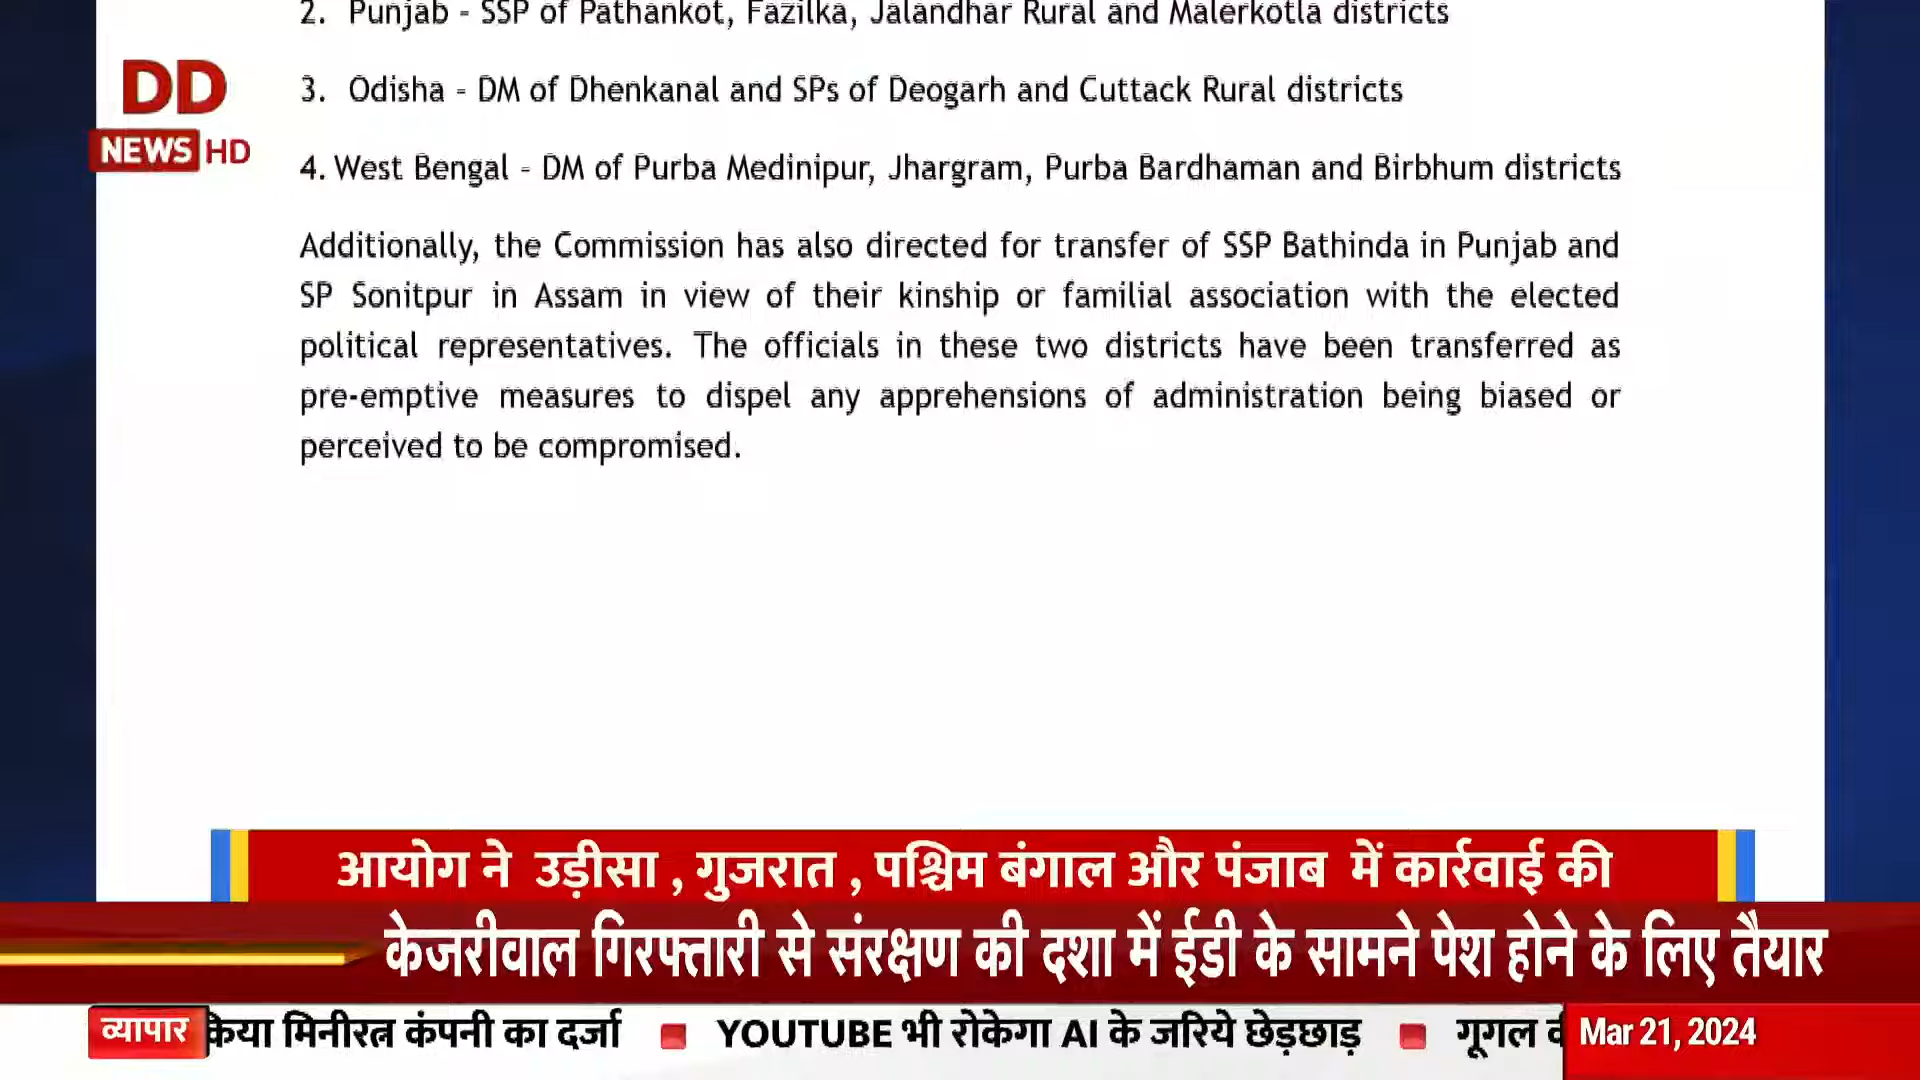 2. Punjab - SSP of Pathankot, Fazilka, Jalandhar Rural and Malerkotla districts
DD
NEWS HD
3. Odisha - DM of Dhenkanal and SPs of Deogarh and Cuttack Rural districts
4. West Bengal - DM of Purba Medinipur, Jhargram, Purba Bardhaman and Birbhum districts
Additionally, the Commission has also directed for transfer of SSP Bathinda in Punjab and
SP Sonitpur in Assam in view of their kinship or familial association with the elected
political representatives. The officials in these two districts have been transferred as
pre-emptive measures to dispel any apprehensions of administration being biased or
perceived to be compromised.
आयोग ने उड़ीसा , गुजरात , पश्चिम बंगाल और पंजाब में कार्रवाई की
केजरीवाल गिरफ्तारी से संरक्षण की दशा में ईडी के सामने पेश होने के लिए तैयार
व्यापार किया मिनीरत्न कंपनी का दर्जा YOUTUBE भी रोकेगा AI के जरिये छेड़छाड़ गूगल Mar 21, 2024